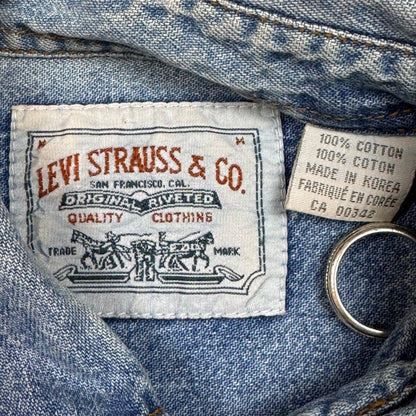 LEVI STRAUSS & CO.
SAN FRANCISCO, CAL.
ORIGINAL RIVETED
QUALITY CLOTHING
TRADE MARK
100% COTTON
100% COTON
MADE IN KOREA
FABRIQUÉ EN CORÉE
CA 00342